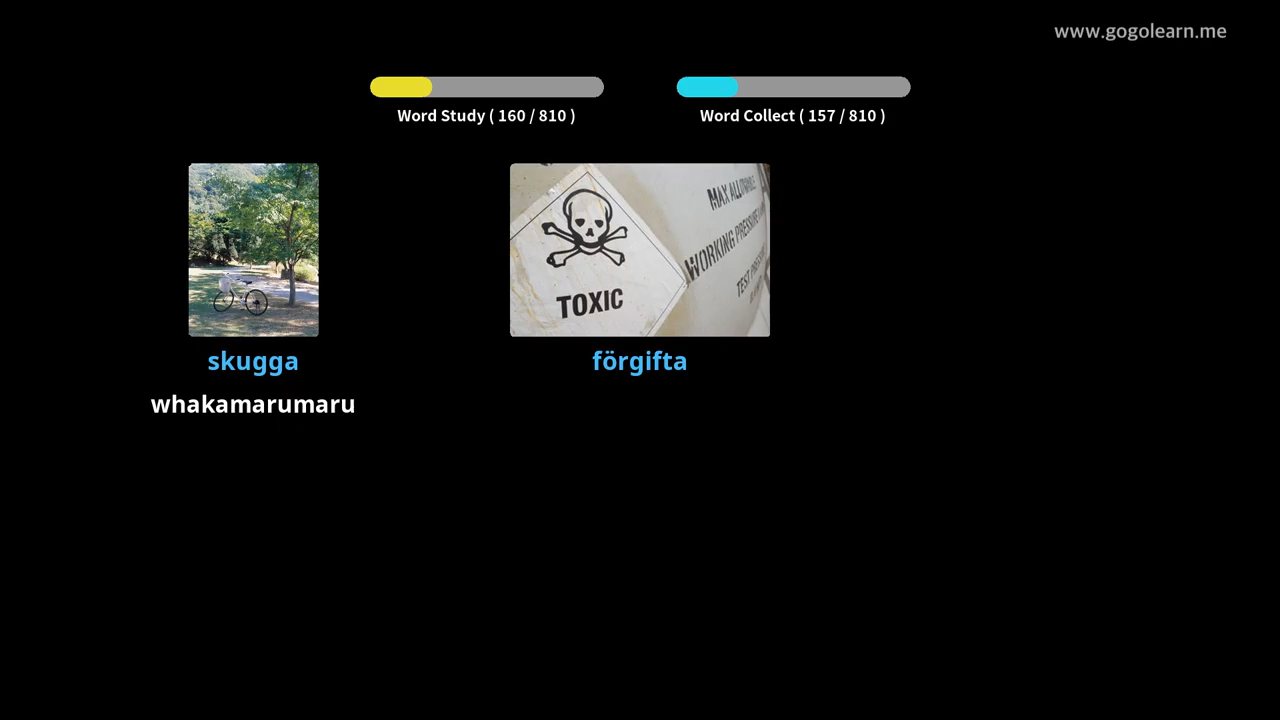 www.gogolearn.me
Word Study ( 160 / 810 )
Word Collect ( 157 / 810 )
TOXIC
MAX ALLOWABLE
WORKING PRESSURE
TEST
skugga
förgifta
whakamarumaru